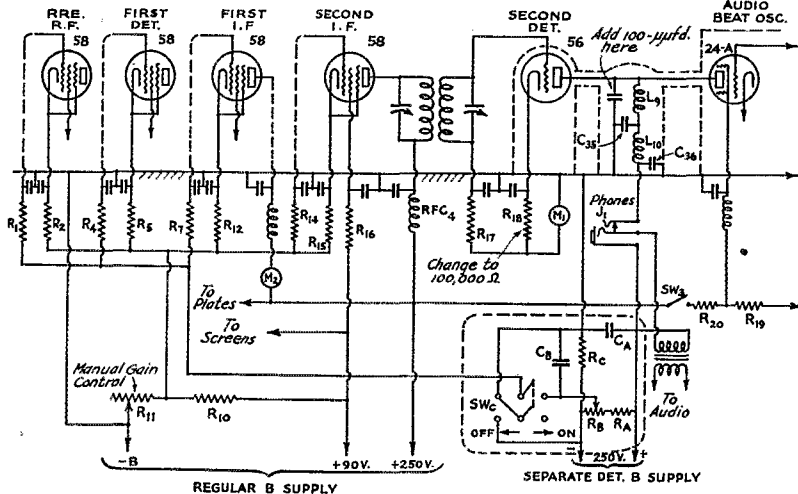 PRE.
R.F.
58
FIRST
DET.
58
FIRST
I.F
58
SECOND
I.F.
58
SECOND
DET.
56
Add 100-μμfd.
here
AUDIO
BEAT OSC.
24-A
L9
C35
L10
C36
R1
R2
R4
R5
R7
R12
R14
R15
R16
RFC4
R17
R18
M1
Phones
J1
M2
Change to
100,000 Ω
To
Plates
To
Screens
SW3
R20
R19
CB
CA
RC
Manual Gain
Control
R11
R10
SWC
OFF
ON
RB
RA
To
Audio
-B
+90V.
+250V.
- 250V. +
REGULAR B SUPPLY
SEPARATE DET. B SUPPLY